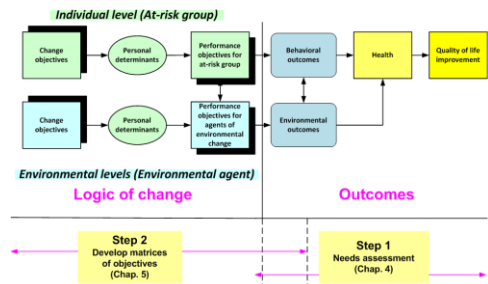 Individual level (At-risk group)
Change
objectives
Personal
determinants
Performance
objectives for
at-risk group
Behavioral
outcomes
Health
Quality of life
improvement
Change
objectives
Personal
determinants
Performance
objectives for
agents of
environmental
change
Environmental
outcomes
Environmental levels (Environmental agent)
Logic of change
Outcomes
Step 2
Develop matrices
of objectives
(Chap. 5)
Step 1
Needs assessment
(Chap. 4)